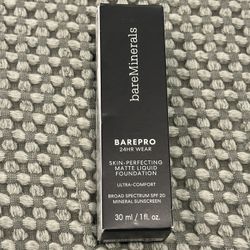 bareMinerals
BAREPRO
24HR WEAR
SKIN-PERFECTING
MATTE LIQUID
FOUNDATION
ULTRA-COMFORT
BROAD SPECTRUM SPF 20
MINERAL SUNSCREEN
30 ml / 1 fl. oz.